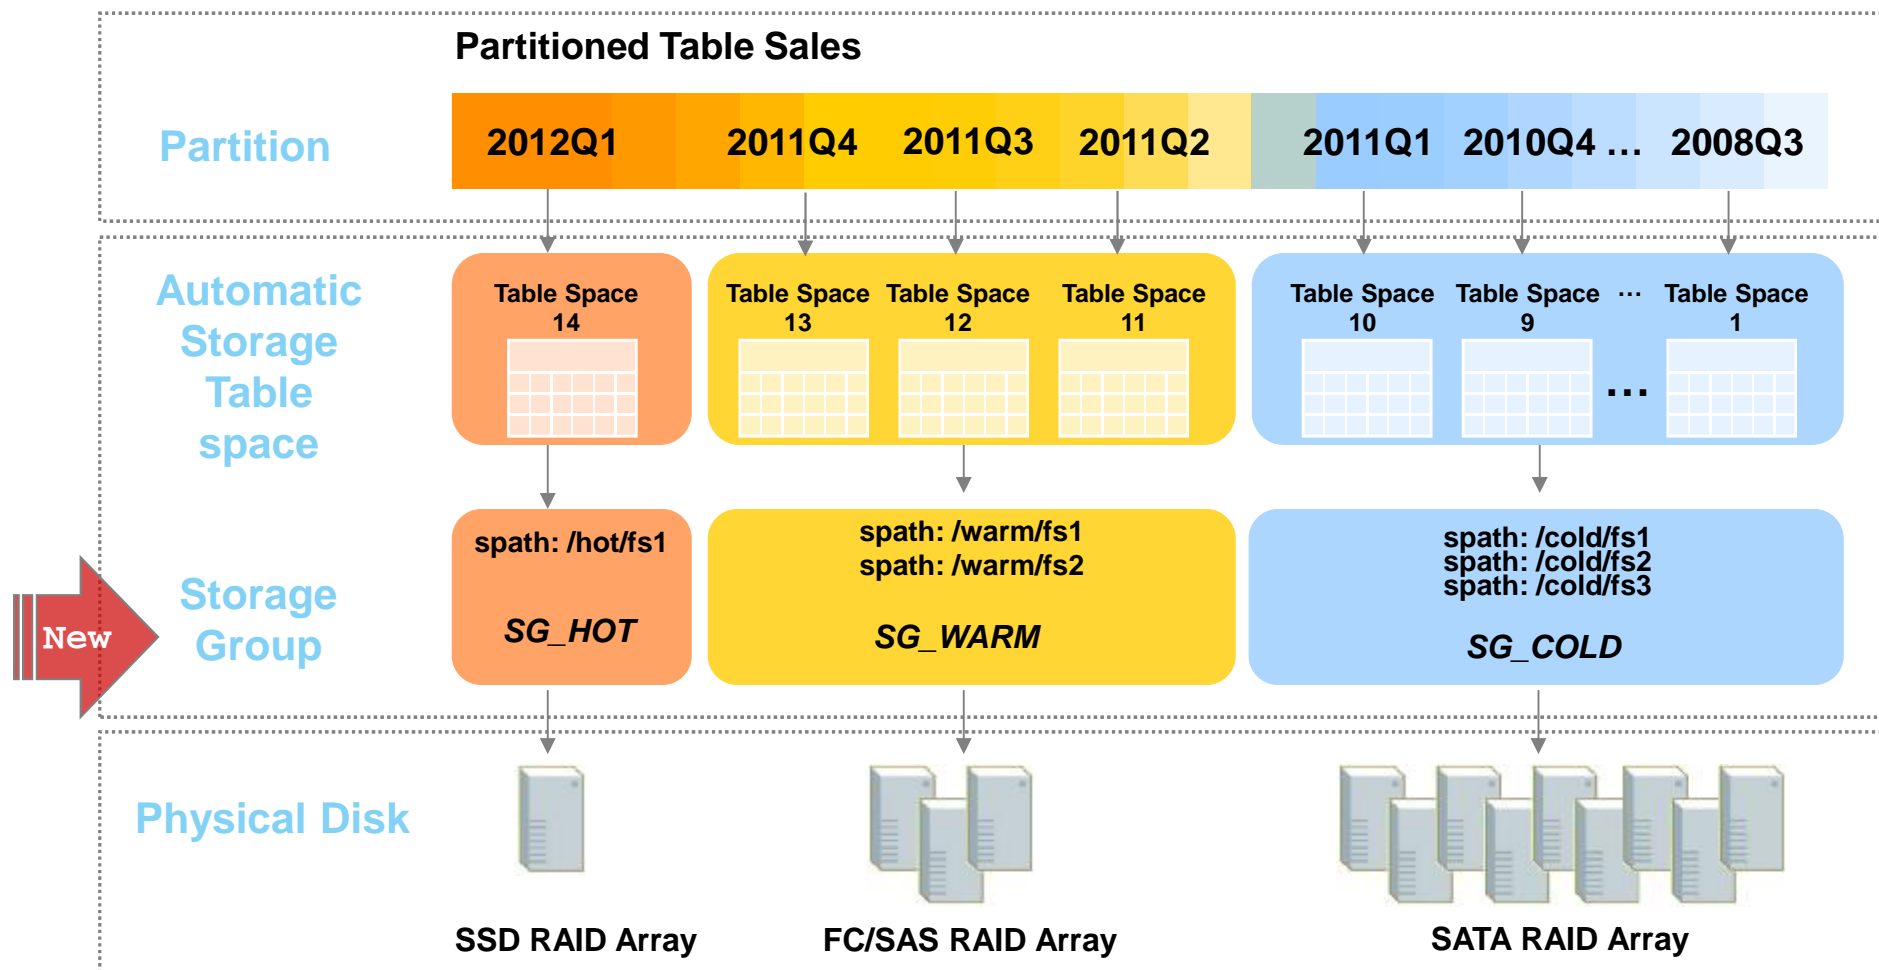 Partitioned Table Sales
Partition
2012Q1 2011Q4 2011Q3 2011Q2 2011Q1 2010Q4 ... 2008Q3
Automatic
Storage
Table
space
Table Space
14
Table Space
13
Table Space
12
Table Space
11
Table Space
10
Table Space
9
...
Table Space
1
...
New
Storage
Group
spath: /hot/fs1
SG_HOT
spath: /warm/fs1
spath: /warm/fs2
SG_WARM
spath: /cold/fs1
spath: /cold/fs2
spath: /cold/fs3
SG_COLD
Physical Disk
SSD RAID Array
FC/SAS RAID Array
SATA RAID Array